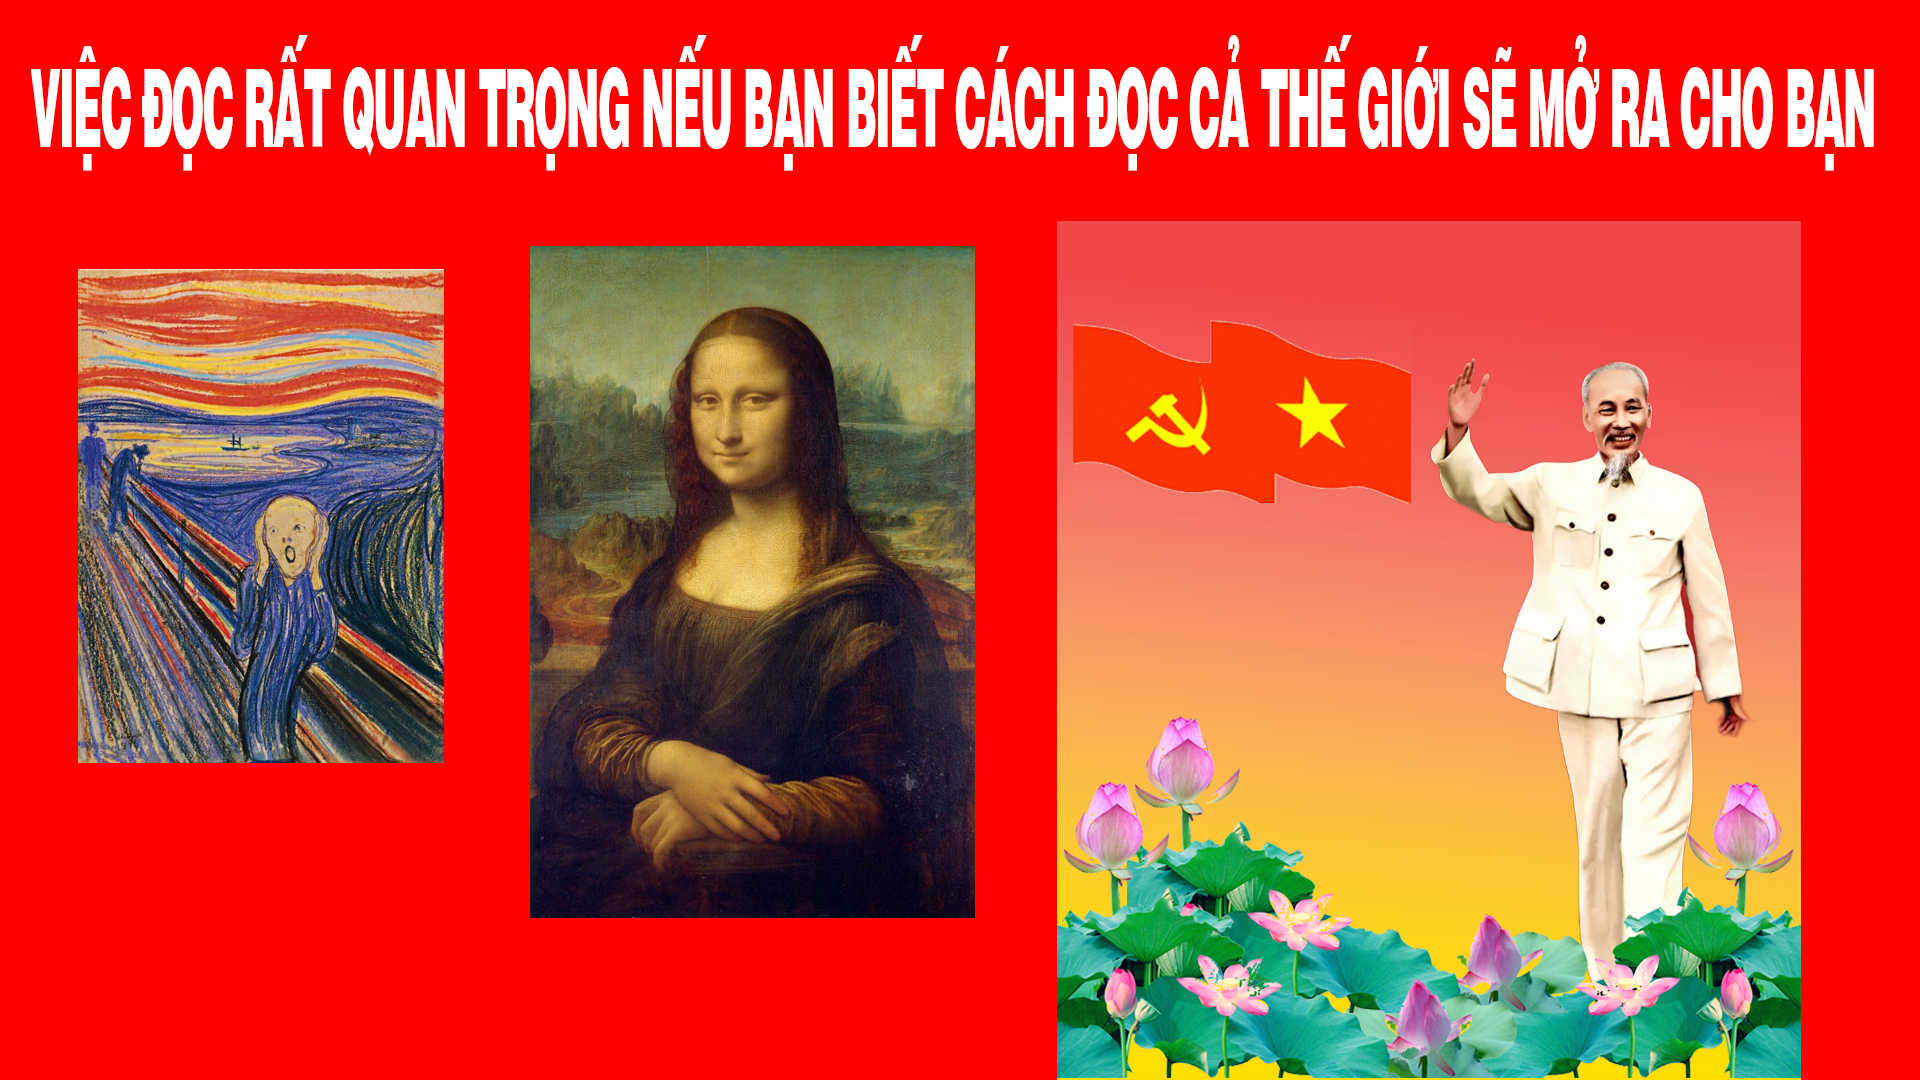 VIỆC ĐỌC RẤT QUAN TRỌNG NẾU BẠN BIẾT CÁCH ĐỌC CẢ THẾ GIỚI SẼ MỞ RA CHO BẠN